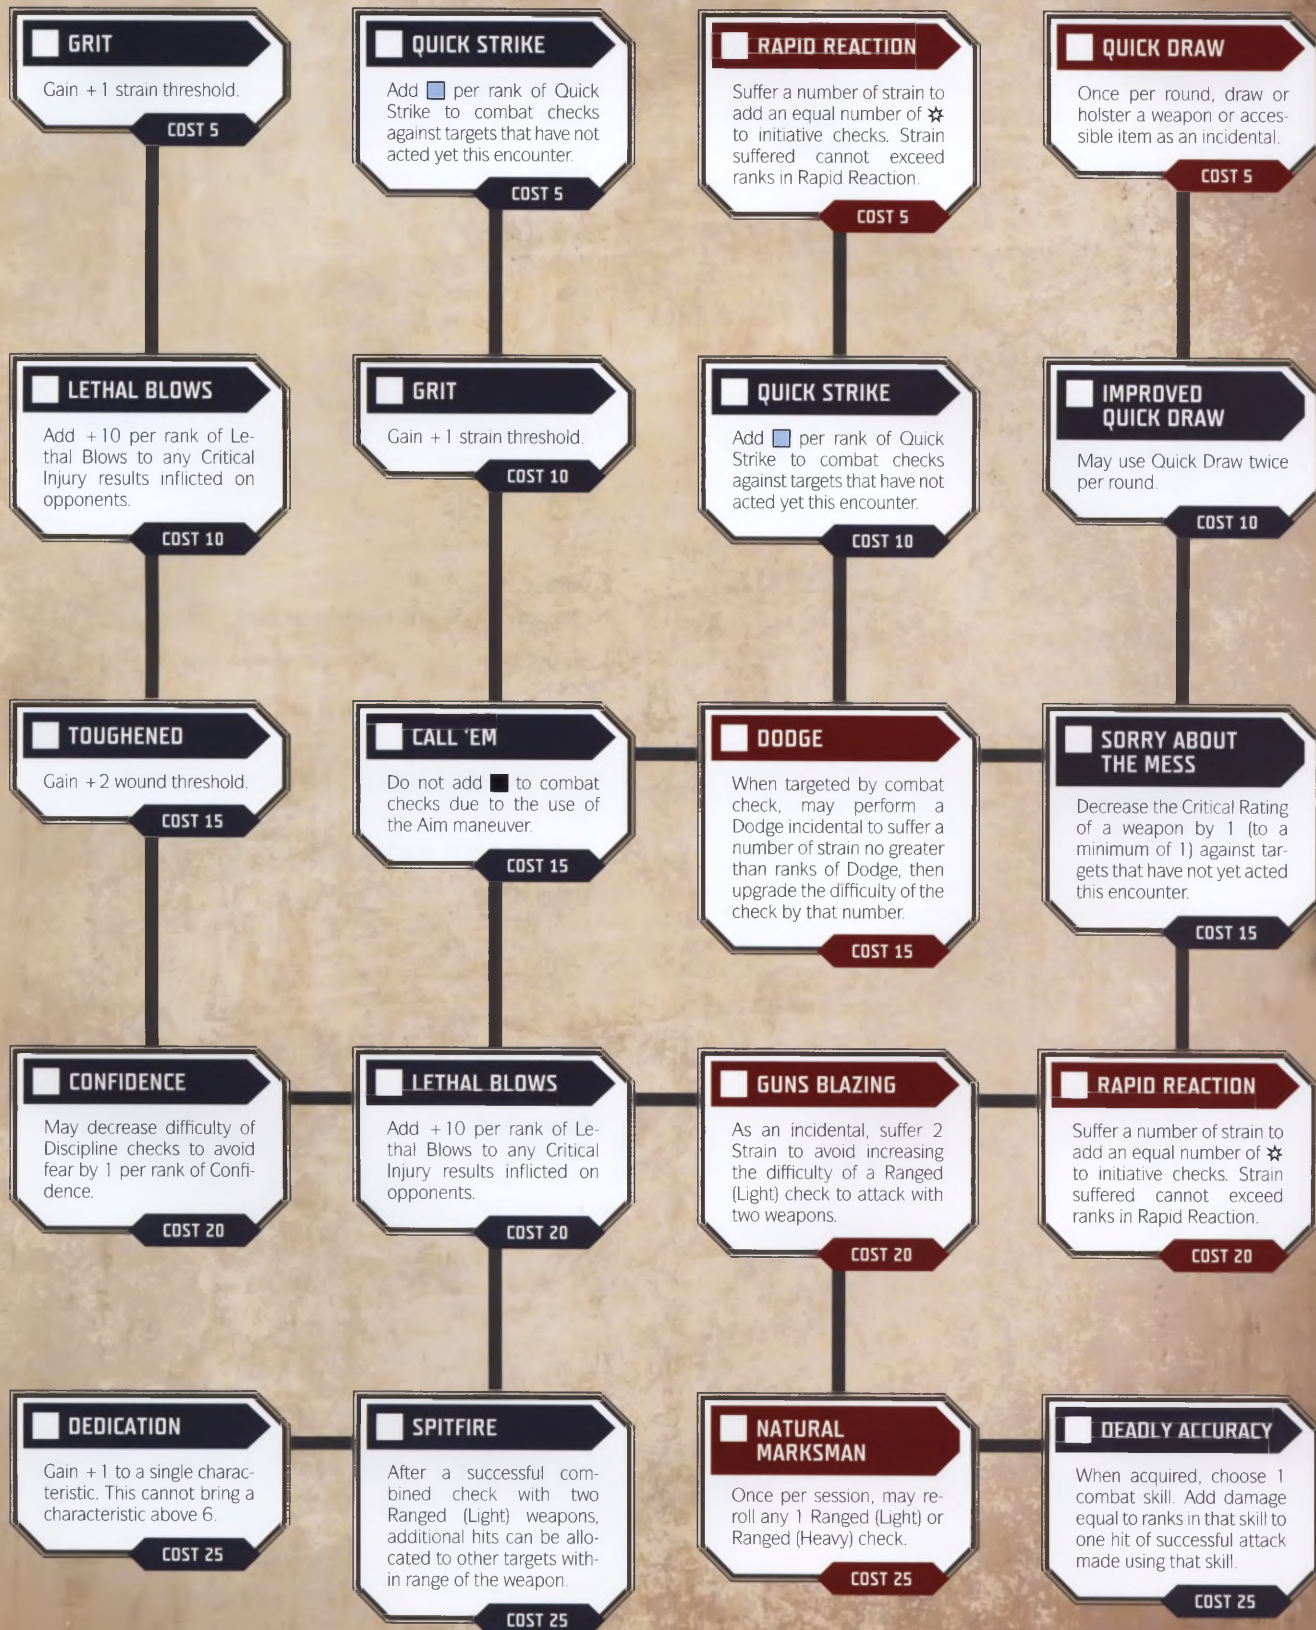 GRIT
Gain +1 strain threshold.
COST 5
QUICK STRIKE
Add per rank of Quick
Strike to combat checks
against targets that have not
acted yet this encounter.
COST 5
RAPID REACTION
Suffer a number of strain to
add an equal number of
to initiative checks. Strain
suffered cannot exceed
ranks in Rapid Reaction.
COST 5
QUICK DRAW
Once per round, draw or
holster a weapon or acces-
sible item as an incidental.
COST 5
LETHAL BLOWS
Add +10 per rank of Le-
thal Blows to any Critical
Injury results inflicted on
opponents.
COST 10
GRIT
Gain +1 strain threshold.
COST 10
QUICK STRIKE
Add per rank of Quick
Strike to combat checks
against targets that have not
acted yet this encounter.
COST 10
IMPROVED
QUICK DRAW
May use Quick Draw twice
per round.
COST 10
TOUGHENED
Gain +2 wound threshold.
COST 15
CALL 'EM
Do not add to combat
checks due to the use of
the Aim maneuver.
COST 15
DODGE
When targeted by combat
check, may perform a
Dodge incidental to suffer a
number of strain no greater
than ranks of Dodge, then
upgrade the difficulty of the
check by that number.
COST 15
SORRY ABOUT
THE MESS
Decrease the Critical Rating
of a weapon by 1 (to a
minimum of 1) against tar-
gets that have not yet acted
this encounter.
COST 15
CONFIDENCE
May decrease difficulty of
Discipline checks to avoid
fear by 1 per rank of Confi-
dence.
COST 20
LETHAL BLOWS
Add +10 per rank of Le-
thal Blows to any Critical
Injury results inflicted on
opponents.
COST 20
GUNS BLAZING
As an incidental, suffer 2
Strain to avoid increasing
the difficulty of a Ranged
(Light) check to attack with
two weapons.
COST 20
RAPID REACTION
Suffer a number of strain to
add an equal number of
to initiative checks. Strain
suffered cannot exceed
ranks in Rapid Reaction.
COST 20
DEDICATION
Gain +1 to a single charac-
teristic. This cannot bring a
characteristic above 6.
COST 25
SPITFIRE
After a successful com-
bined check with two
Ranged (Light) weapons,
additional hits can be allo-
cated to other targets with-
in range of the weapon.
COST 25
NATURAL
MARKSMAN
Once per session, may re-
roll any 1 Ranged (Light) or
Ranged (Heavy) check.
COST 25
DEADLY ACCURACY
When acquired, choose 1
combat skill. Add damage
equal to ranks in that skill to
one hit of successful attack
made using that skill.
COST 25